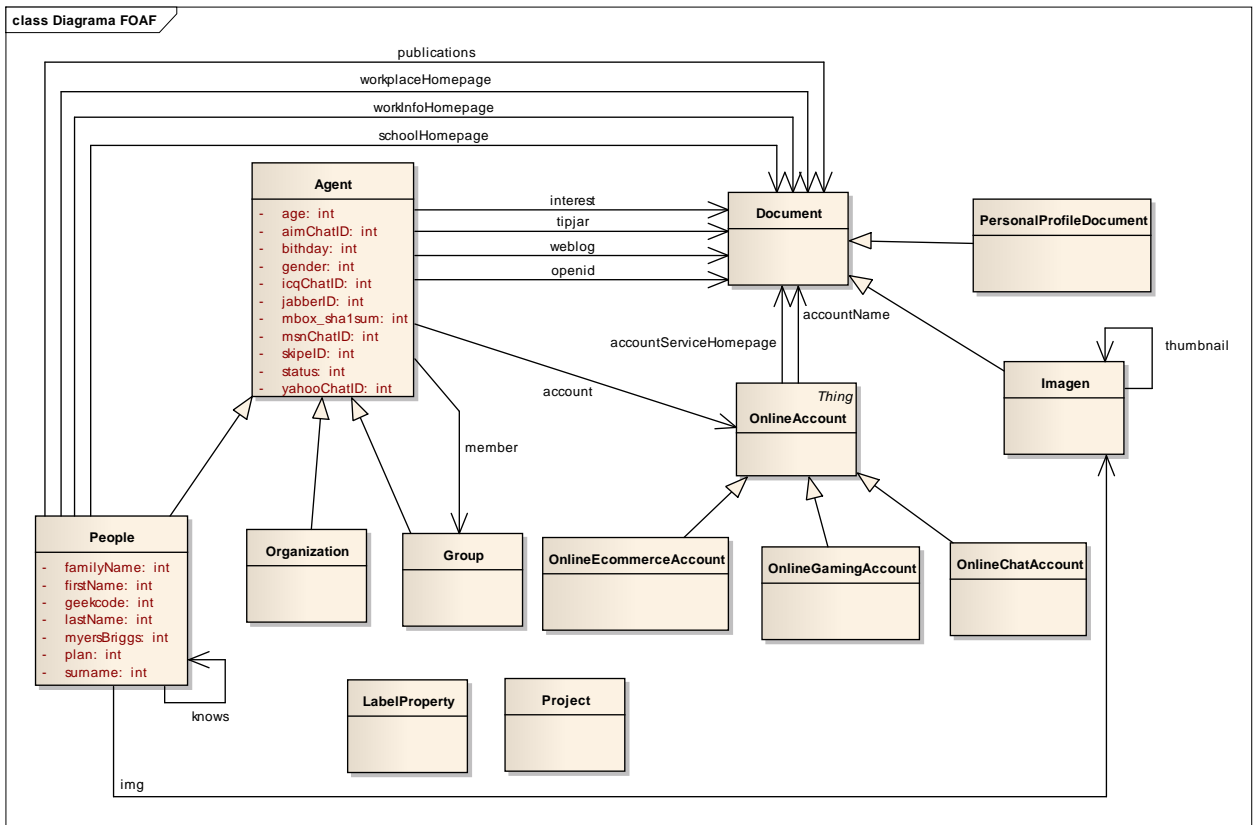 class Diagrama FOAF
publications
workplaceHomepage
workInfoHomepage
schoolHomepage
Agent
- age: int
- aimChatID: int
- bithday: int
- gender: int
- icqChatID: int
- jabberID: int
- mbox_sha1sum: int
- msnChatID: int
- skipeID: int
- status: int
- yahooChatID: int
interest
tipjar
weblog
openid
Document
PersonalProfileDocument
accountName
accountServiceHomepage
thumbnail
Imagen
account
member
Thing
OnlineAccount
People
- familyName: int
- firstName: int
- geekcode: int
- lastName: int
- myersBriggs: int
- plan: int
- surname: int
Organization
Group
OnlineEcommerceAccount
OnlineGamingAccount
OnlineChatAccount
knows
LabelProperty
Project
img